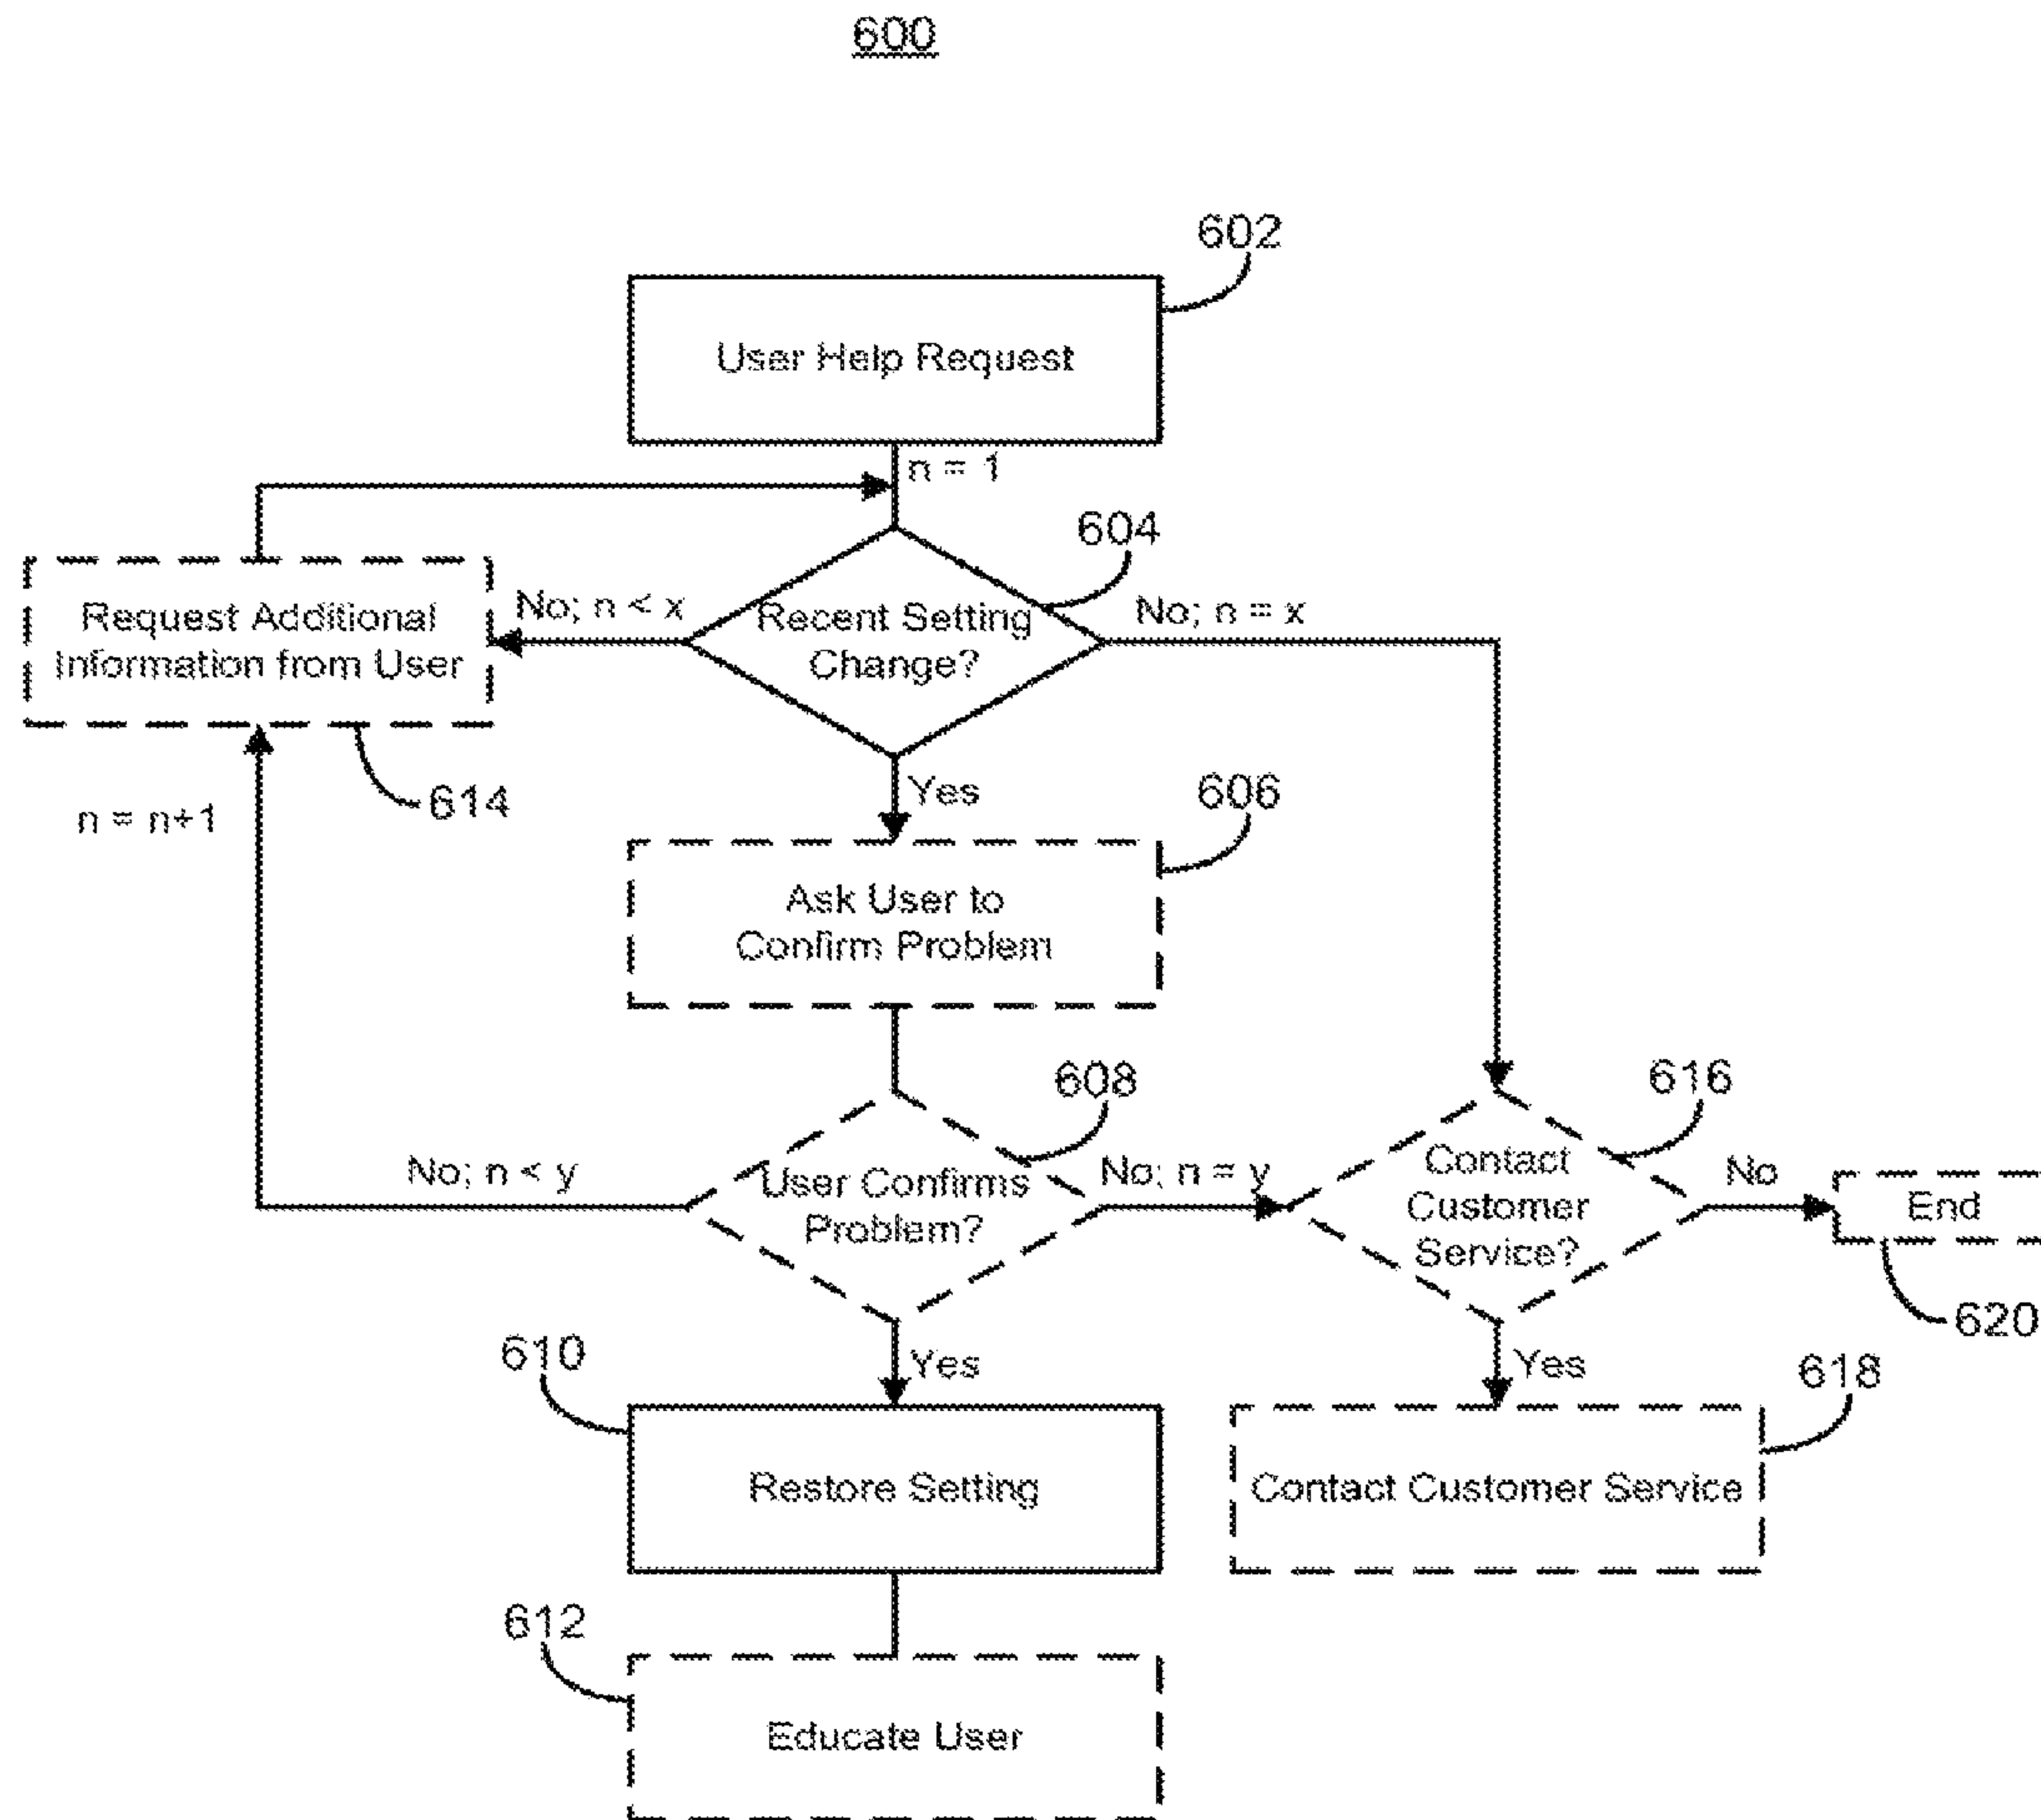 600
602
User Help Request
n = 1
604
Request Additional
Information from User
No; n < x
Recent Setting
Change?
No; n = x
614
n = n+1
Yes
606
Ask User to
Confirm Problem
608
616
No; n < y
User Confirms
Problem?
No; n = y
Contact
Customer
Service?
No
End
620
610
Yes
Yes
618
Restore Setting
Contact Customer Service
612
Educate User